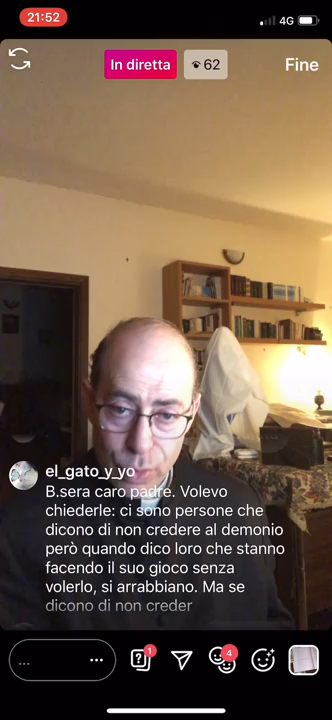 21:52
4G
In diretta
62
Fine
el_gato_y_yo
B.sera caro padre. Volevo
chiederle: ci sono persone che
dicono di non credere al demonio
però quando dico loro che stanno
facendo il suo gioco senza
volerlo, si arrabbiano. Ma se
dicono di non creder
...
1
4